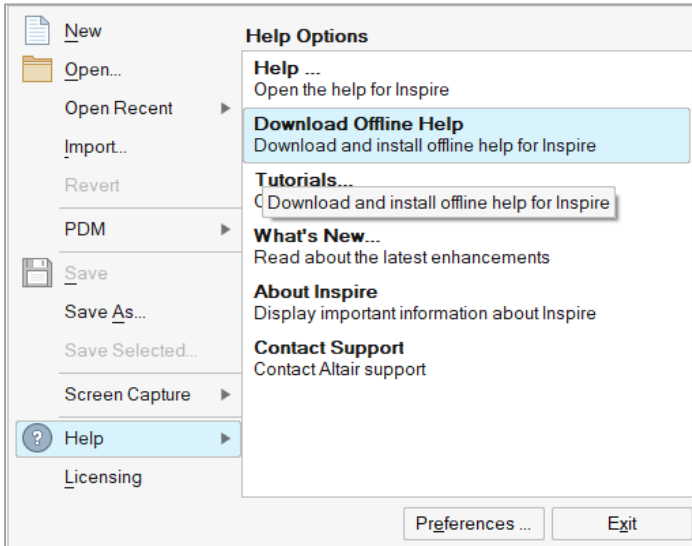 New
Open...
Open Recent
Import...
Revert
PDM
Save
Save As...
Save Selected...
Screen Capture
Help
Licensing
Help Options
Help ...
Open the help for Inspire
Download Offline Help
Download and install offline help for Inspire
Tutorials...
Download and install offline help for Inspire
What's New...
Read about the latest enhancements
About Inspire
Display important information about Inspire
Contact Support
Contact Altair support
Preferences ...
Exit